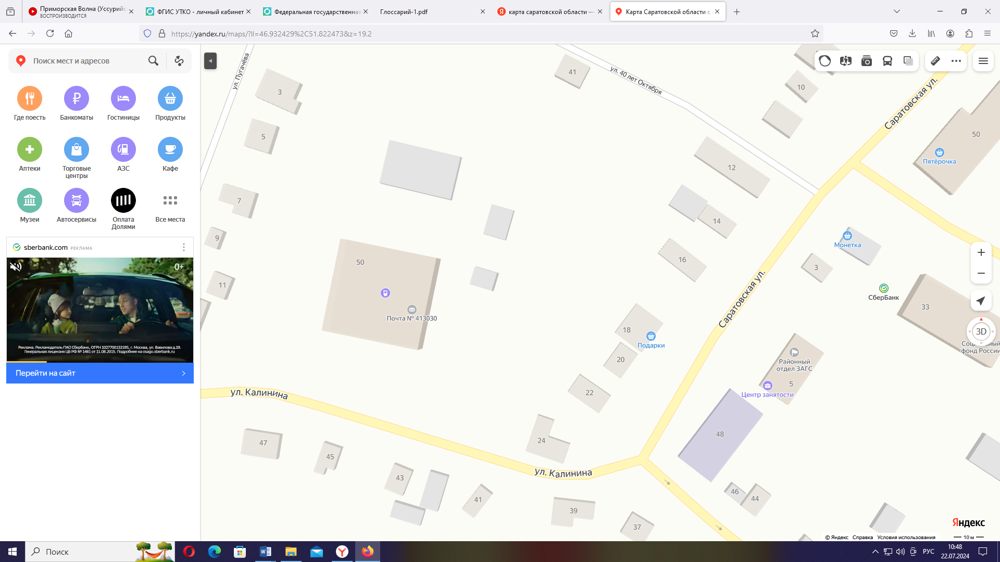 Приморская Волна (Уссурийс
ВОСПРОИЗВОДИТСЯ
ФГИС УТКО - личный кабинет
Федеральная государственная
Глоссарий-1.pdf
карта саратовской области —
Карта Саратовской области с
https://yandex.ru/maps/?ll=46.932429%2C51.822473&z=19.2
Поиск мест и адресов
Где поесть
Банкоматы
Гостиницы
Продукты
Аптеки
Торговые
центры
АЗС
Кафе
Музеи
Автосервисы
Оплата
Долями
Все места
sberbank.com РЕКЛАМА
0+
Реклама. Рекламодатель ПАО Сбербанк, ОГРН 1027700132195, г. Москва, ул. Вавилова д.19.
Генеральная лицензия ЦБ РФ № 1481 от 11.08.2015. Подробнее на osago.sberbank.ru
Перейти на сайт
ул. Пугачёва
3
5
7
9
11
41
ул. 40 лет Октября
10
Саратовская ул.
50
Пятёрочка
12
14
16
Монетка
3
СберБанк
33
50
Почта № 413030
18
Подарки
20
22
24
Саратовская ул.
Районный
отдел ЗАГС
5
Центр занятости
48
Социальный
фонд России
3D
ул. Калинина
47
45
43
41
39
37
ул. Калинина
46
44
Яндекс
© Яндекс Справка Условия использования
10 м
Поиск
РУС
10:48
22.07.2024